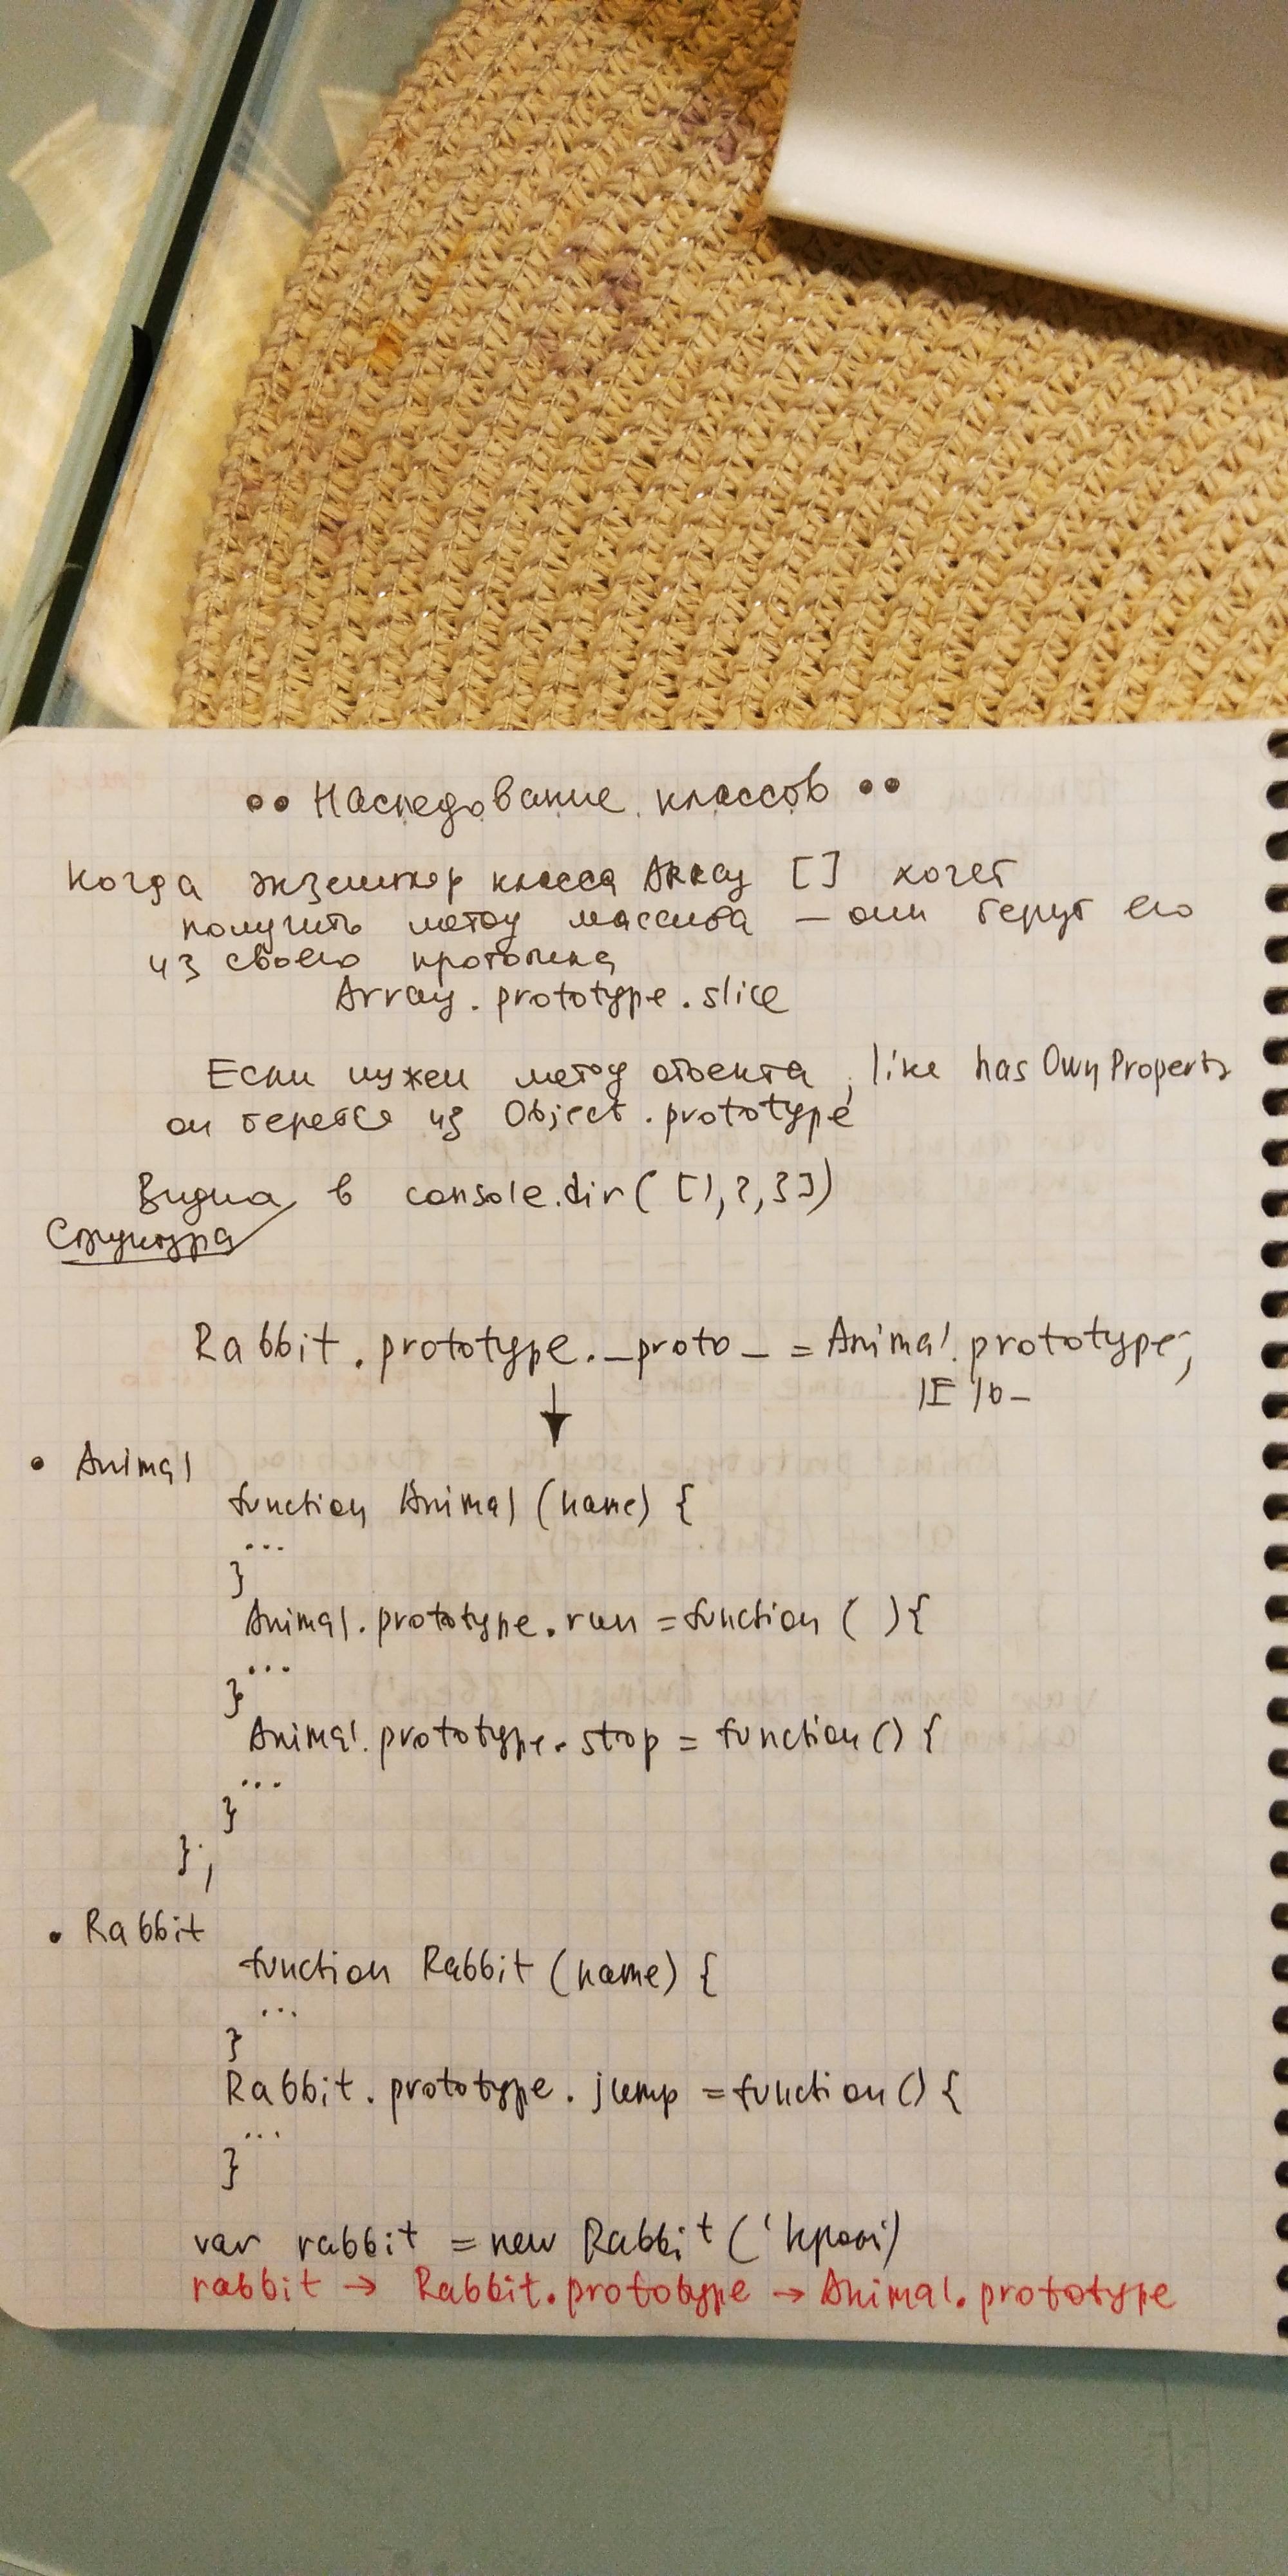 •• Наследование классов ••
Когда экземпляр класса Array [] хочет
получить метод массива – они берут его
из своего прототипа
Array.prototype.slice
Если нужен метод объекта, like hasOwnProperty
он берется из Object.prototype
Видна в console.dir([1,2,3])
Структура
Rabbit.prototype.__proto__ = Animal.prototype;
IE 10–
↓
• Animal
function Animal (name) {
...
}
Animal.prototype.run = function ( ){
...
}
Animal.prototype.stop = function() {
...
}
};
• Rabbit
function Rabbit (name) {
...
}
Rabbit.prototype.jump = function() {
...
}
var rabbit = new Rabbit ('Кроли)
rabbit → Rabbit.prototype → Animal.prototype